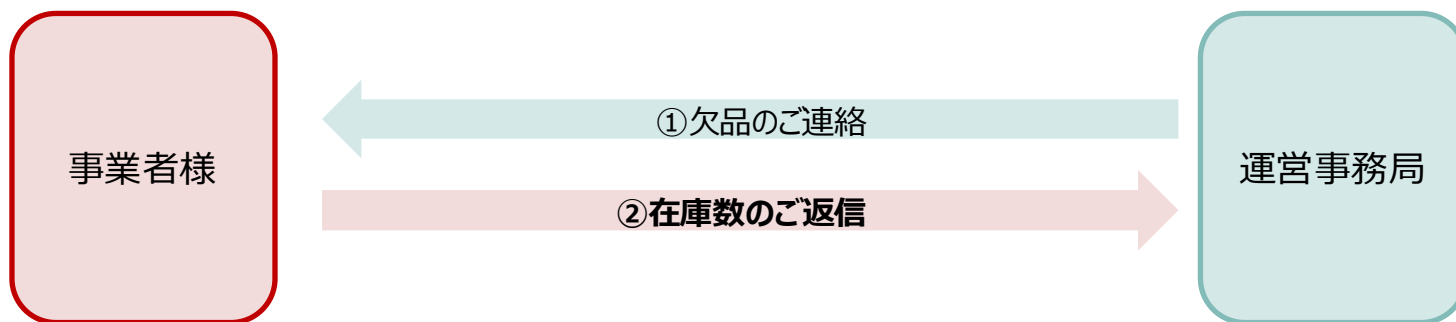 事業者様
①欠品のご連絡
②在庫数のご返信
運営事務局